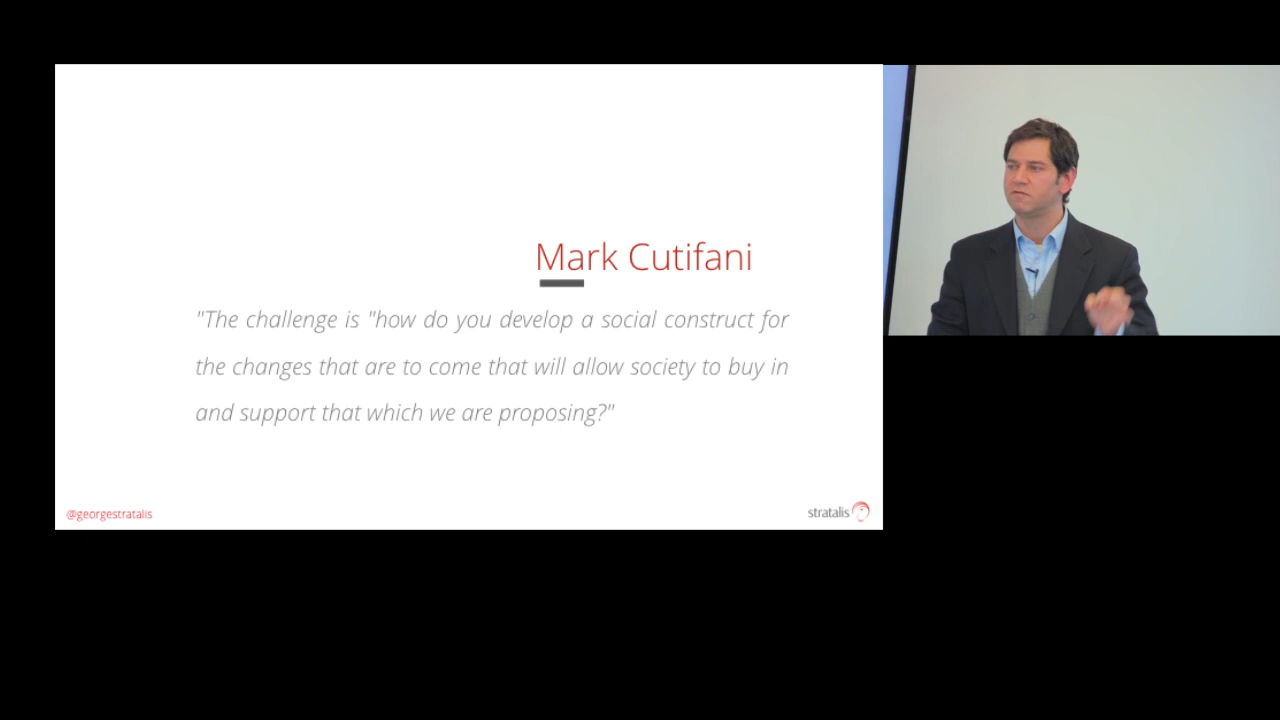 Mark Cutifani
"The challenge is "how do you develop a social construct for
the changes that are to come that will allow society to buy in
and support that which we are proposing?"
@georgestratalis
stratalis